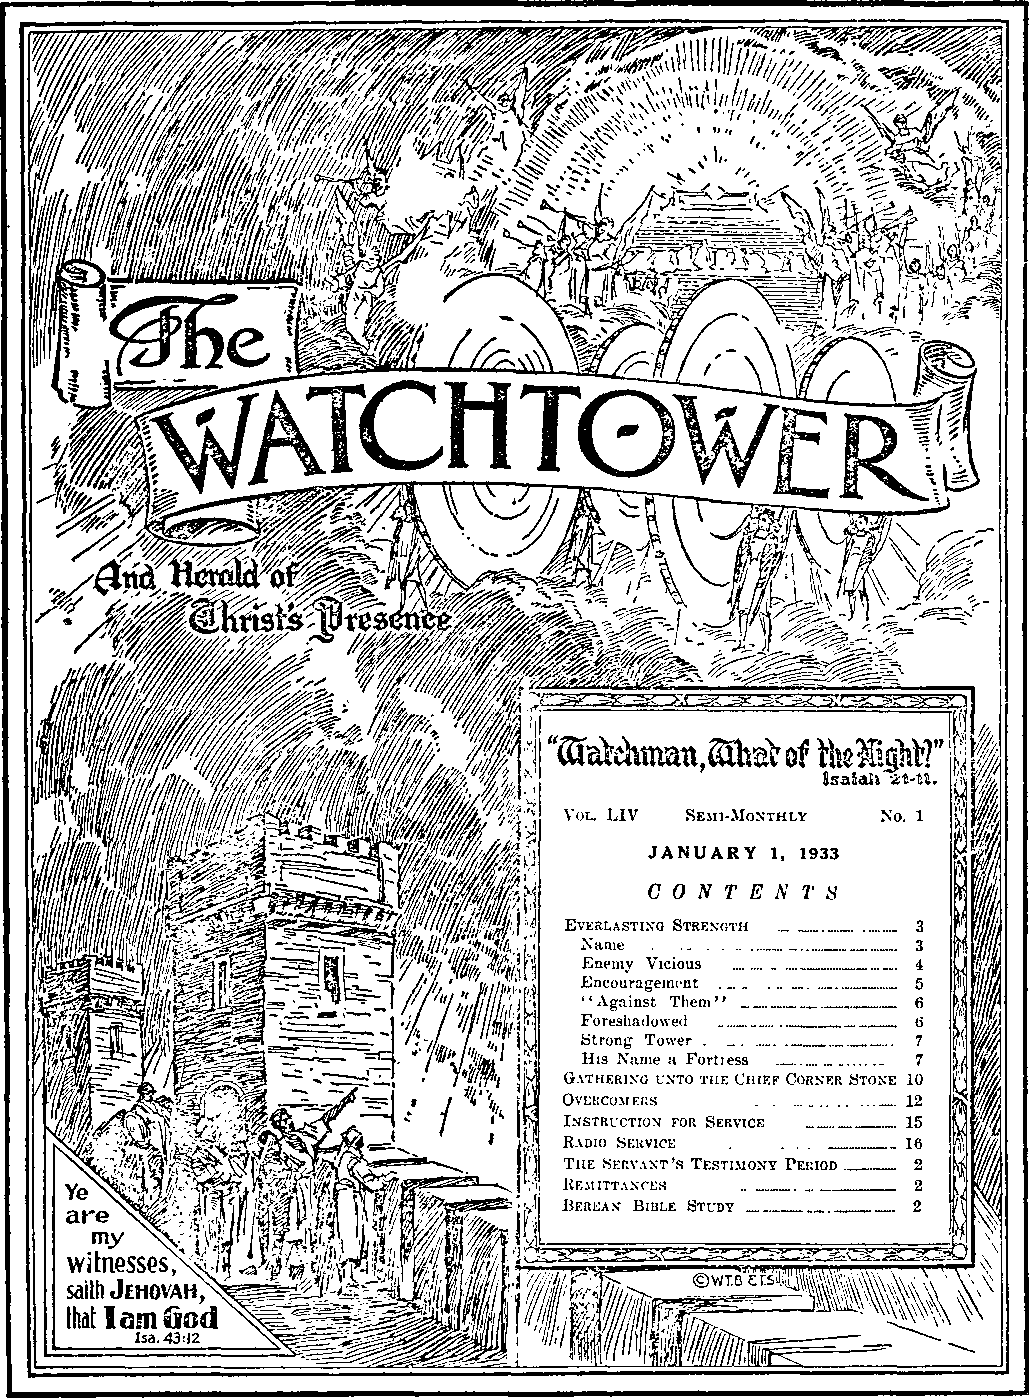 The
WATCHTOWER
And Herald of
Christ's Presence
"Watchman, What of the Night?"
Isaiah 21-11.
VOL. LIV SEMI-MONTHLY No. 1
JANUARY 1, 1933
CONTENTS
EVERLASTING STRENGTH 3
Name 3
Enemy Vicious 4
Encouragement 5
"Against Them" 6
Foreshadowed 6
Strong Tower 7
His Name a Fortress 7
GATHERING UNTO THE CHIEF CORNER STONE 10
OVERCOMERS 12
INSTRUCTION FOR SERVICE 15
RADIO SERVICE 16
THE SERVANT'S TESTIMONY PERIOD 2
REMITTANCES 2
BEREAN BIBLE STUDY 2
©W.T.B & T.S.
Ye
are
my
witnesses,
saith JEHOVAH,
that I am God
Isa. 43:12